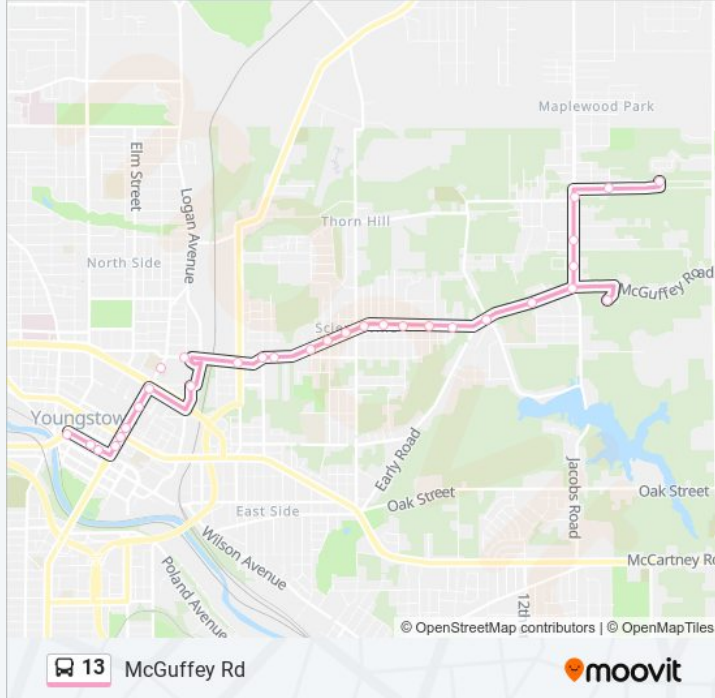 Maplewood Park
Elm Street
Logan Avenue
Thorn Hill
North Side
McGuffey Road
Youngstow
Early Road
Jacobs Road
Oak Street
Oak Street
East Side
Wilson Avenue
McCartney Ro
Poland Avenue
12th
© OpenStreetMap contributors | © OpenMapTiles
13 McGuffey Rd
moovit